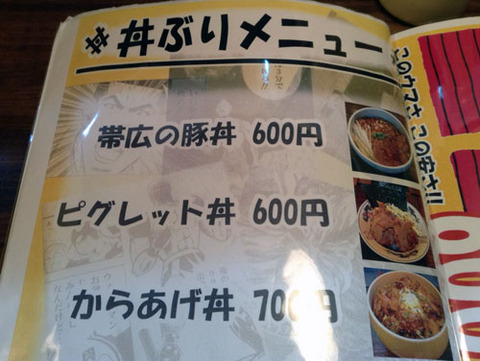 丼ぶりメニュー
帯広の豚丼 600円
ピグレット丼 600円
からあげ丼 700円